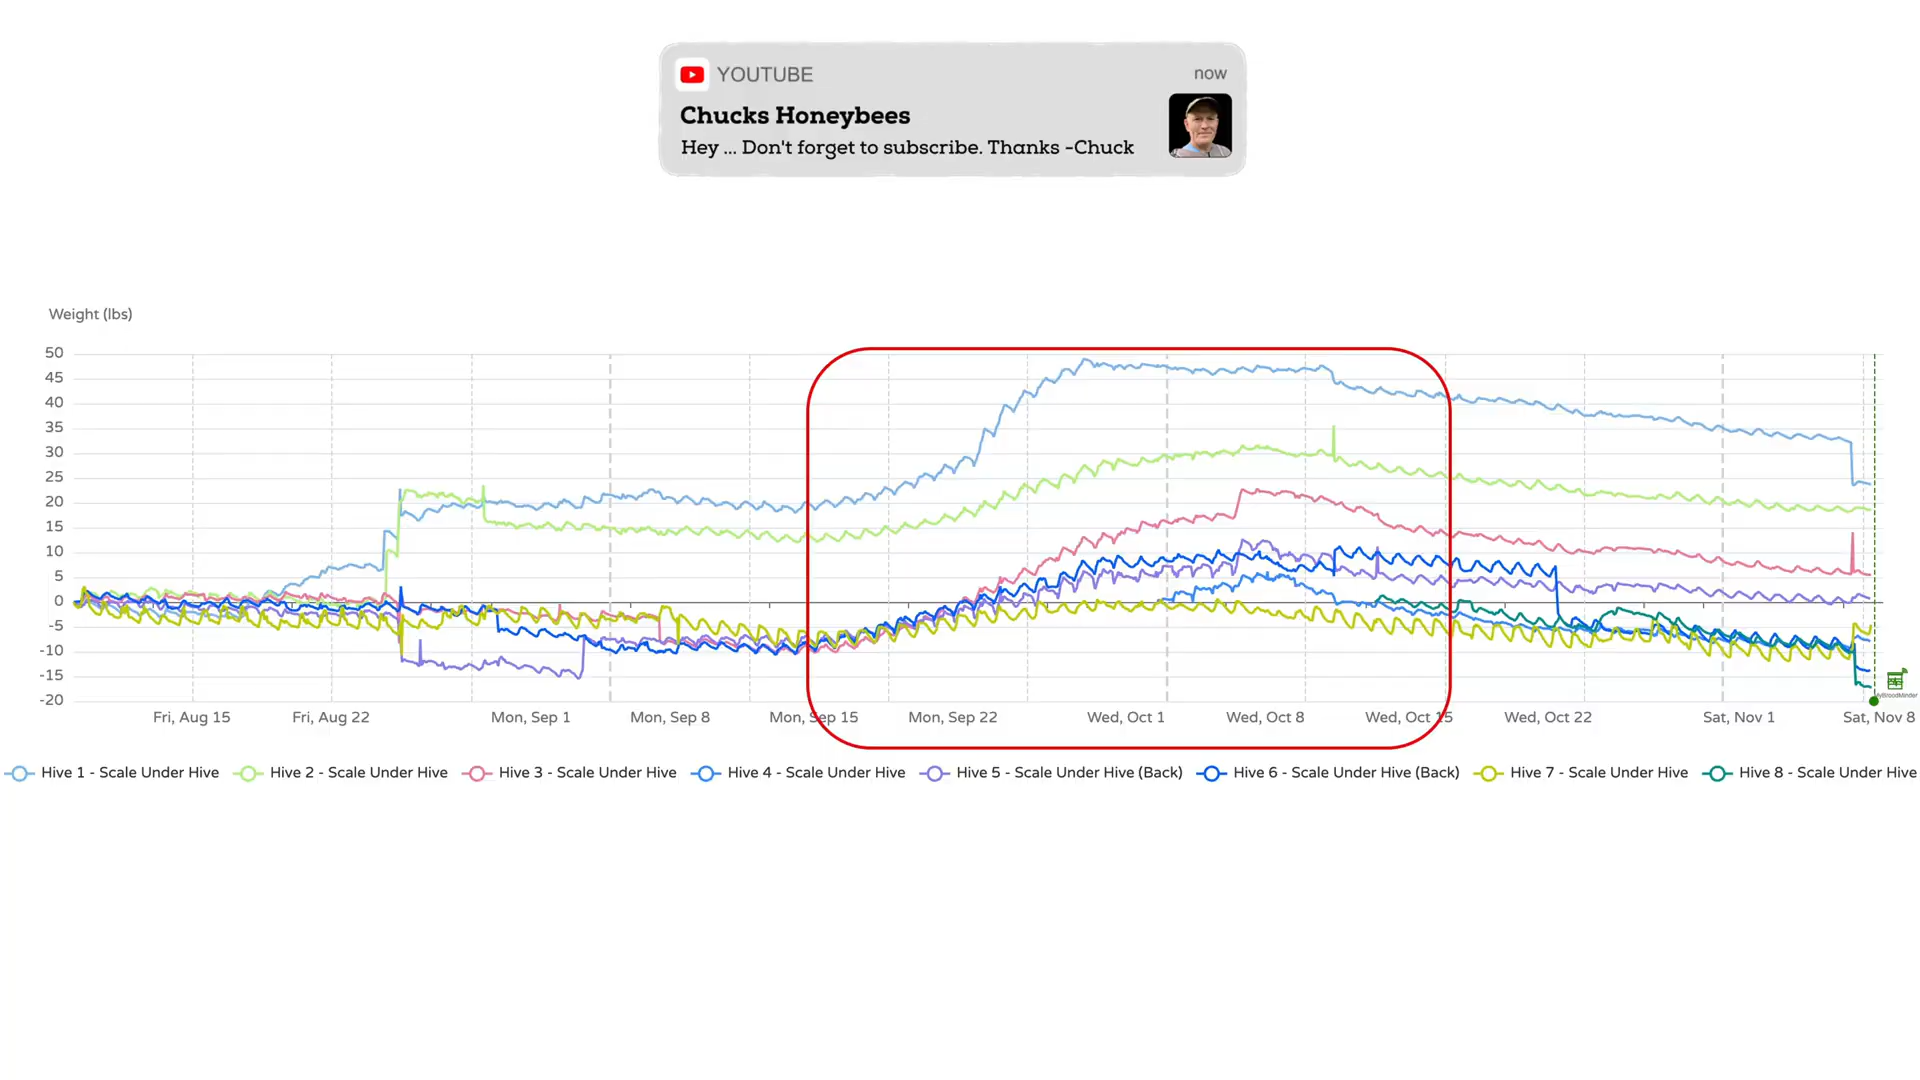 YOUTUBE
now
Chucks Honeybees
Hey ... Don't forget to subscribe. Thanks -Chuck
Weight (lbs)
50
45
40
35
30
25
20
15
10
5
0
-5
-10
-15
-20
Fri, Aug 15
Fri, Aug 22
Mon, Sep 1
Mon, Sep 8
Mon, Sep 15
Mon, Sep 22
Wed, Oct 1
Wed, Oct 8
Wed, Oct 15
Wed, Oct 22
Sat, Nov 1
Sat, Nov 8
MyBroodMinder
Hive 1 - Scale Under Hive
Hive 2 - Scale Under Hive
Hive 3 - Scale Under Hive
Hive 4 - Scale Under Hive
Hive 5 - Scale Under Hive (Back)
Hive 6 - Scale Under Hive (Back)
Hive 7 - Scale Under Hive
Hive 8 - Scale Under Hive